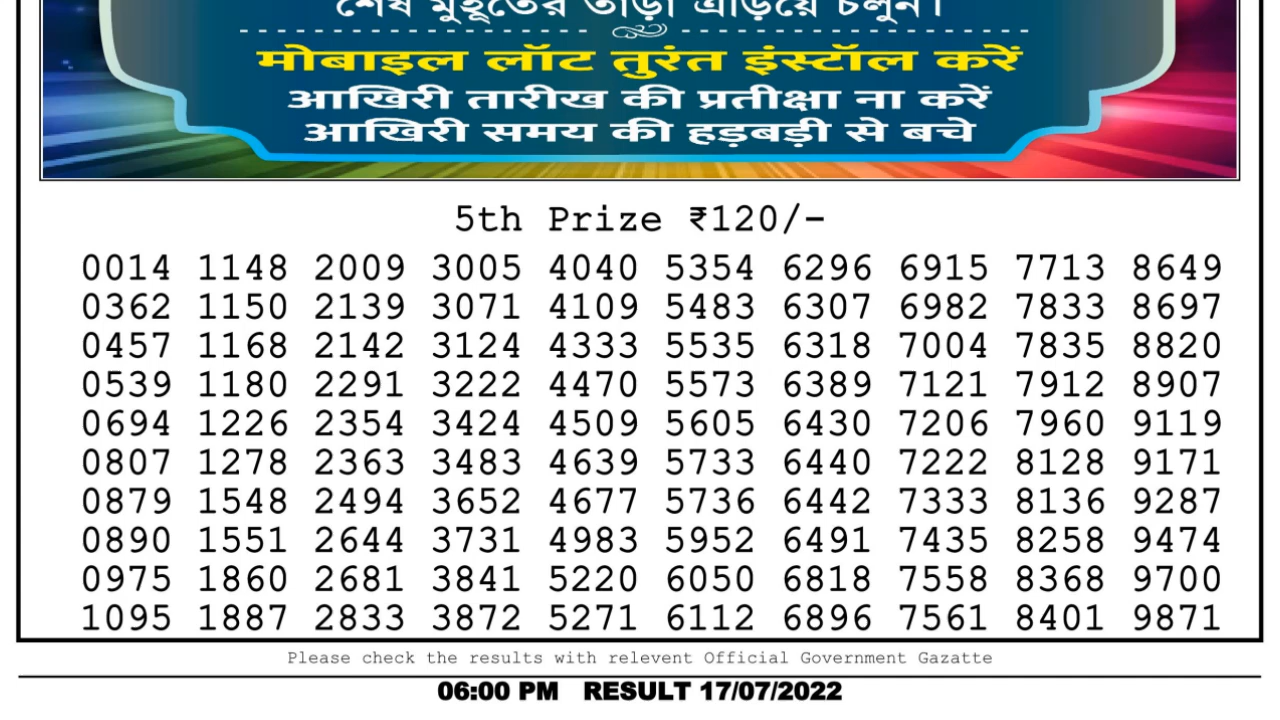 শেষ মুহূর্তের তাড়া এড়িয়ে চলুন।
मोबाइल लॉट तुरंत इंस्टॉल करें
आखिरी तारीख की प्रतीक्षा ना करें
आखिरी समय की हड़बड़ी से बचे
5th Prize ₹120/-
0014 1148 2009 3005 4040 5354 6296 6915 7713 8649
0362 1150 2139 3071 4109 5483 6307 6982 7833 8697
0457 1168 2142 3124 4333 5535 6318 7004 7835 8820
0539 1180 2291 3222 4470 5573 6389 7121 7912 8907
0694 1226 2354 3424 4509 5605 6430 7206 7960 9119
0807 1278 2363 3483 4639 5733 6440 7222 8128 9171
0879 1548 2494 3652 4677 5736 6442 7333 8136 9287
0890 1551 2644 3731 4983 5952 6491 7435 8258 9474
0975 1860 2681 3841 5220 6050 6818 7558 8368 9700
1095 1887 2833 3872 5271 6112 6896 7561 8401 9871
Please check the results with relevent Official Government Gazatte
06:00 PM RESULT 17/07/2022